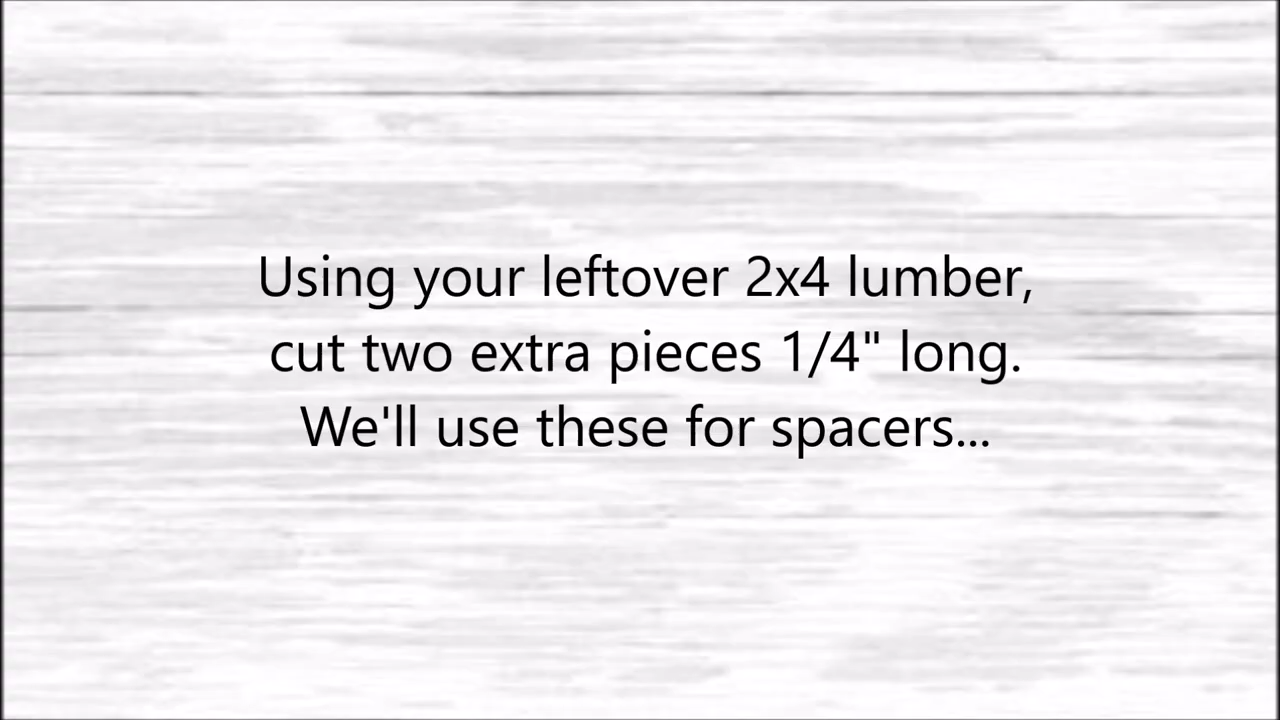 Using your leftover 2x4 lumber,
cut two extra pieces 1/4" long.
We'll use these for spacers...